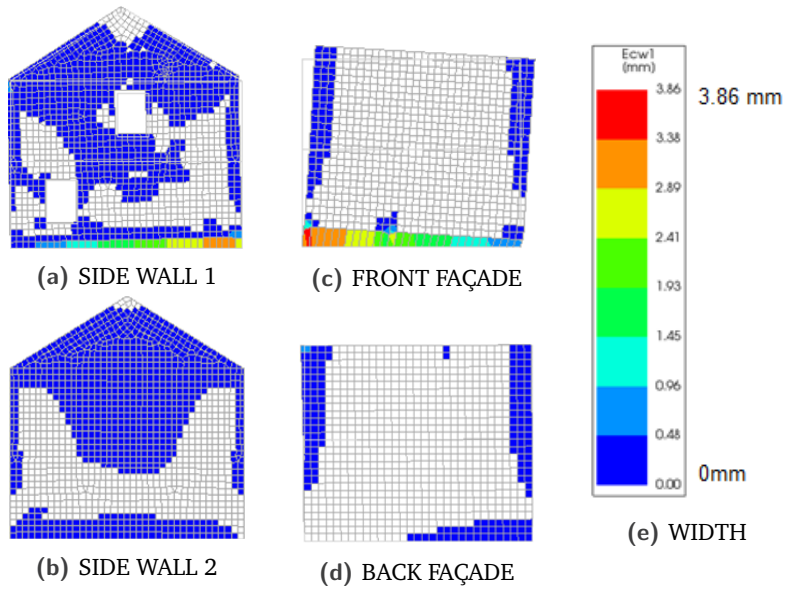 (a) SIDE WALL 1
(c) FRONT FAÇADE
(b) SIDE WALL 2
(d) BACK FAÇADE
Ecw1
(mm)
3.86
3.38
2.89
2.41
1.93
1.45
0.96
0.48
0.00
3.86 mm
0mm
(e) WIDTH